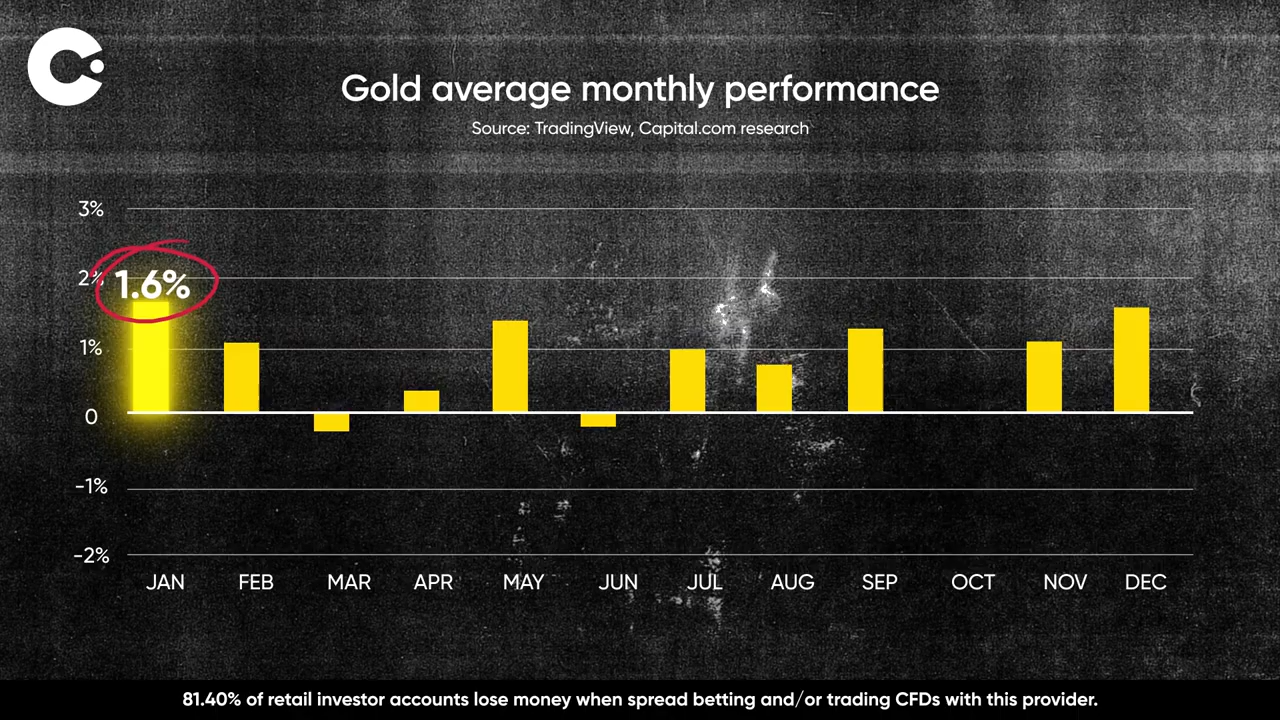 Gold average monthly performance
Source: TradingView, Capital.com research
3%
2%
1.6%
1%
0
-1%
-2%
JAN FEB MAR APR MAY JUN JUL AUG SEP OCT NOV DEC
81.40% of retail investor accounts lose money when spread betting and/or trading CFDs with this provider.